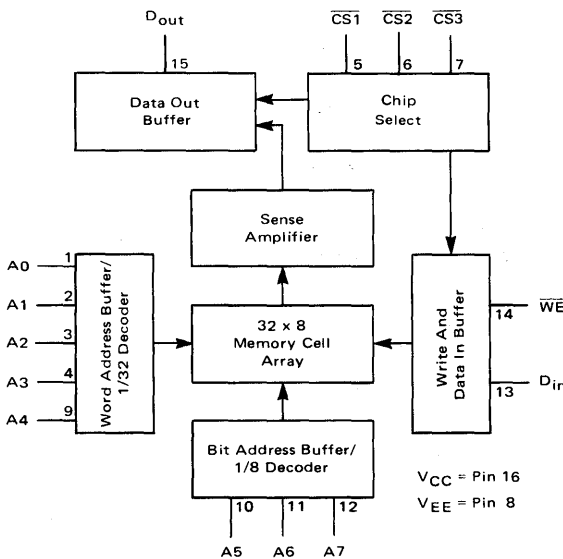 Dout
CS1 CS2 CS3
15
5 6 7
Data Out
Buffer
Chip
Select
Sense
Amplifier
A0 1
A1 2
A2 3
A3 4
A4 9
Word Address Buffer/
1/32 Decoder
32 x 8
Memory Cell
Array
Write And
Data In Buffer
14 WE
13 Din
Bit Address Buffer/
1/8 Decoder
10 11 12
A5 A6 A7
VCC = Pin 16
VEE = Pin 8